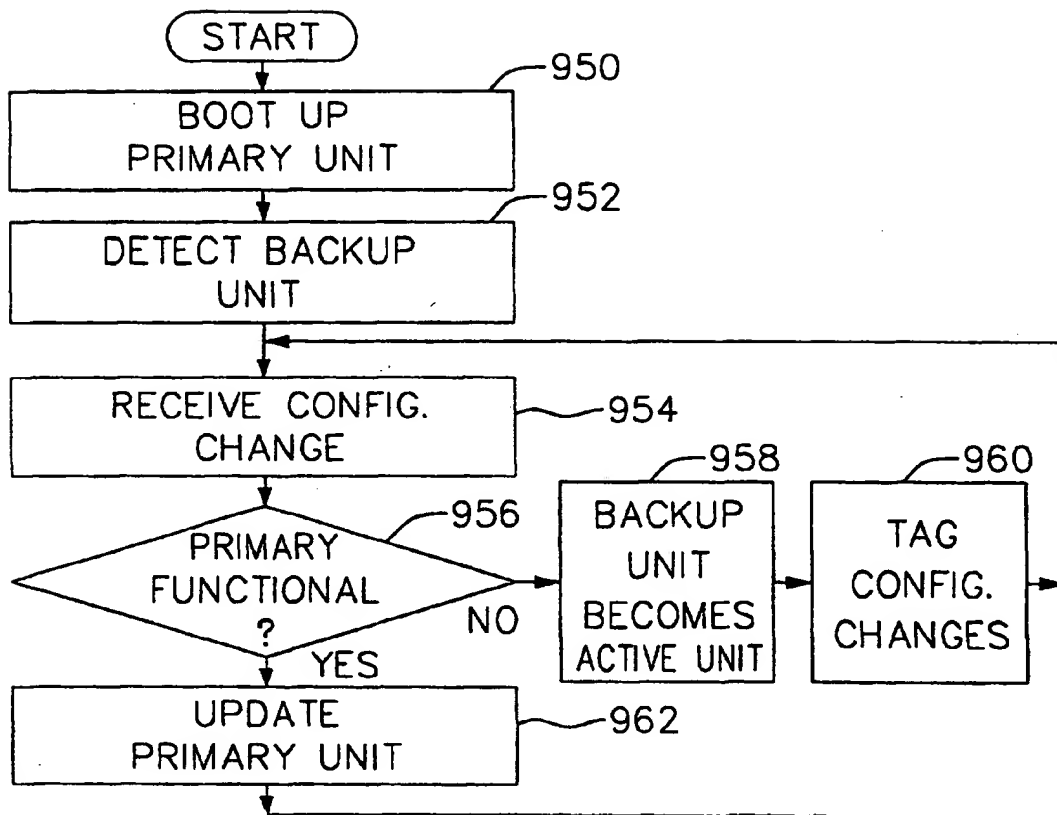 START
950
BOOT UP
PRIMARY UNIT
952
DETECT BACKUP
UNIT
RECEIVE CONFIG.
CHANGE
954
956
PRIMARY
FUNCTIONAL
?
NO
YES
958
BACKUP
UNIT
BECOMES
ACTIVE UNIT
960
TAG
CONFIG.
CHANGES
UPDATE
PRIMARY UNIT
962